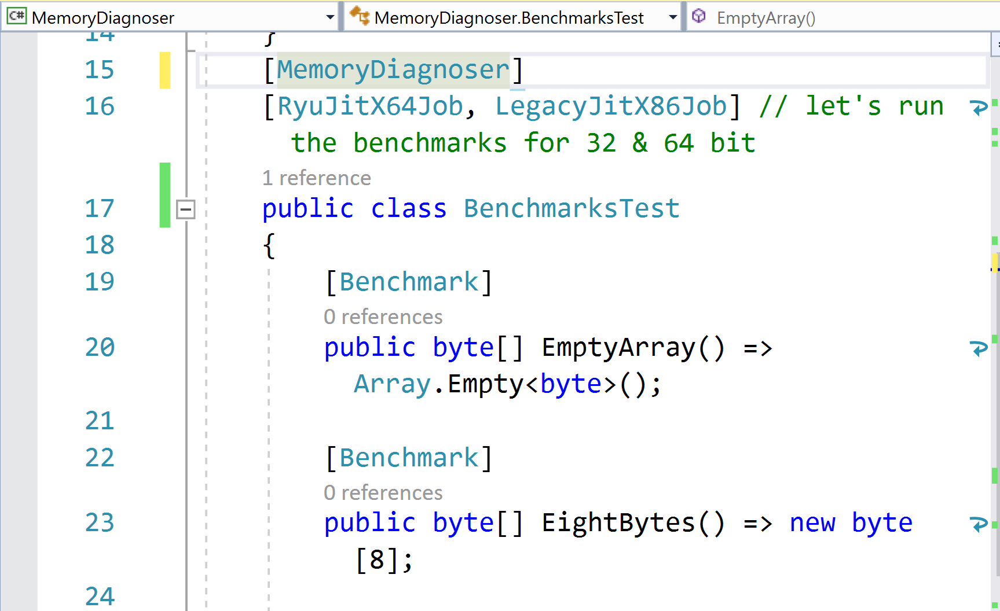 C# MemoryDiagnoser MemoryDiagnoser.BenchmarksTest EmptyArray()
14 }
15 [MemoryDiagnoser]
16 [RyuJitX64Job, LegacyJitX86Job] // let's run
the benchmarks for 32 & 64 bit
1 reference
17 public class BenchmarksTest
18 {
19 [Benchmark]
0 references
20 public byte[] EmptyArray() =>
Array.Empty<byte>();
21
22 [Benchmark]
0 references
23 public byte[] EightBytes() => new byte
[8];
24